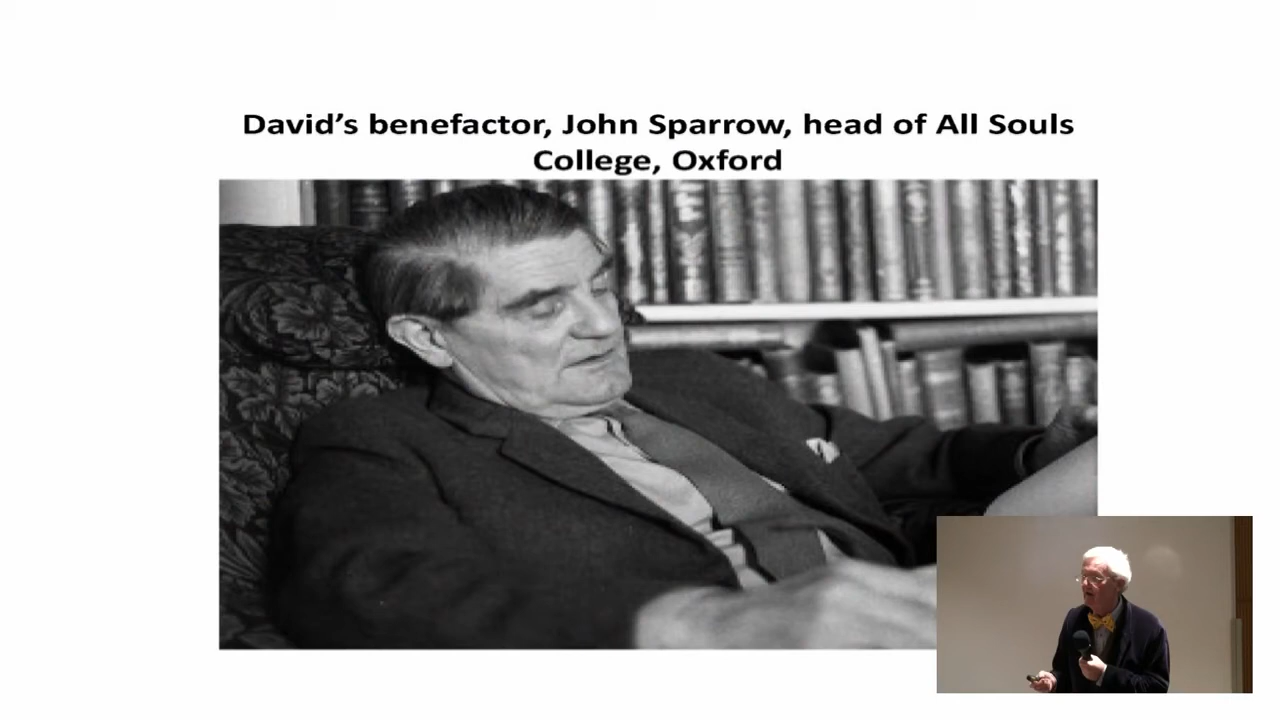 David’s benefactor, John Sparrow, head of All Souls
College, Oxford